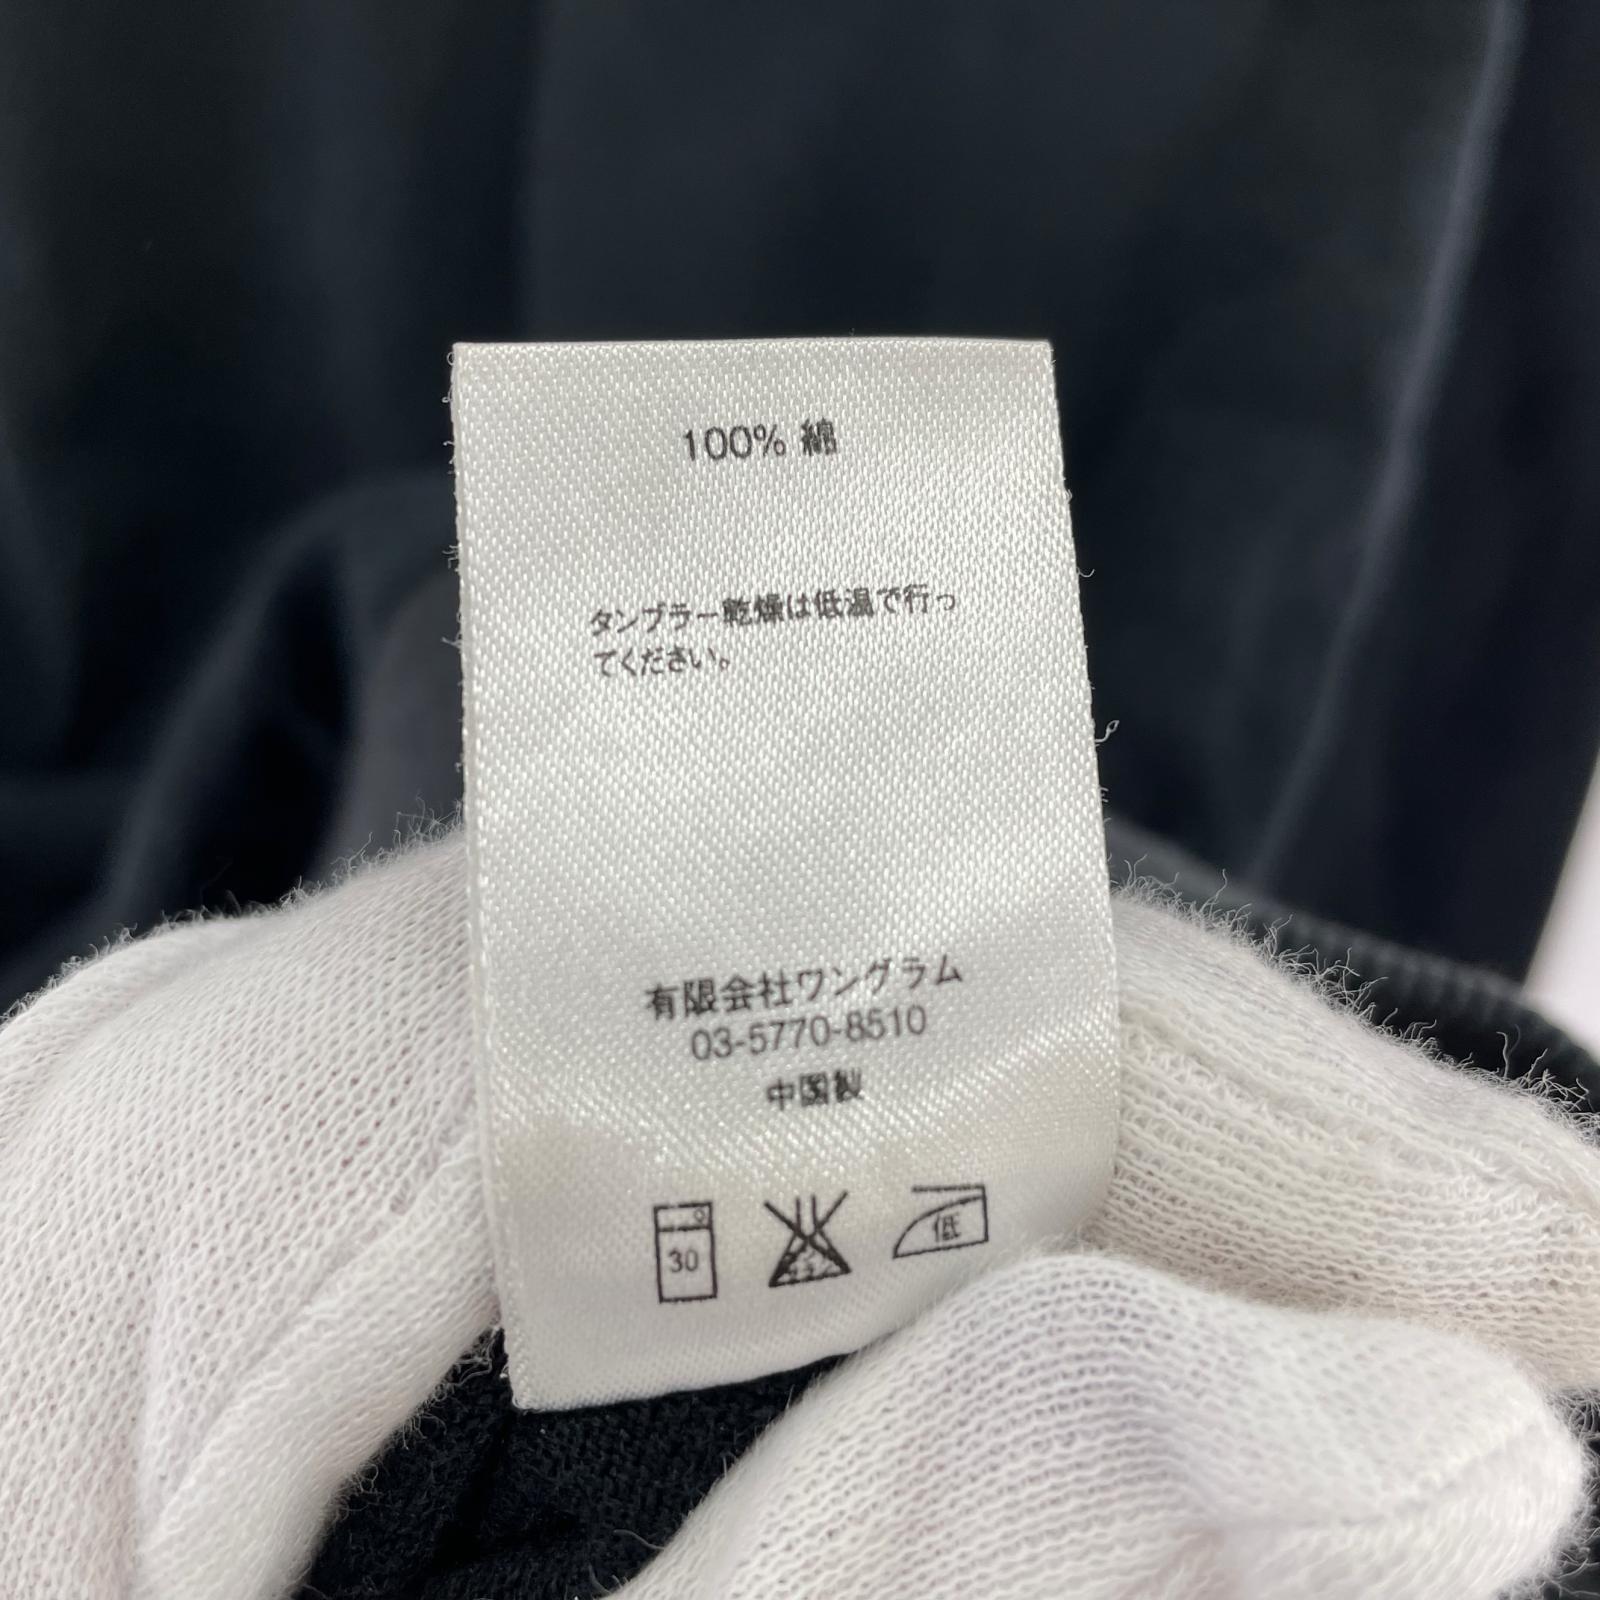 100% 綿
タンブラー乾燥は低温で行っ
てください。
有限会社ワングラム
03-5770-8510
中国製
30
低